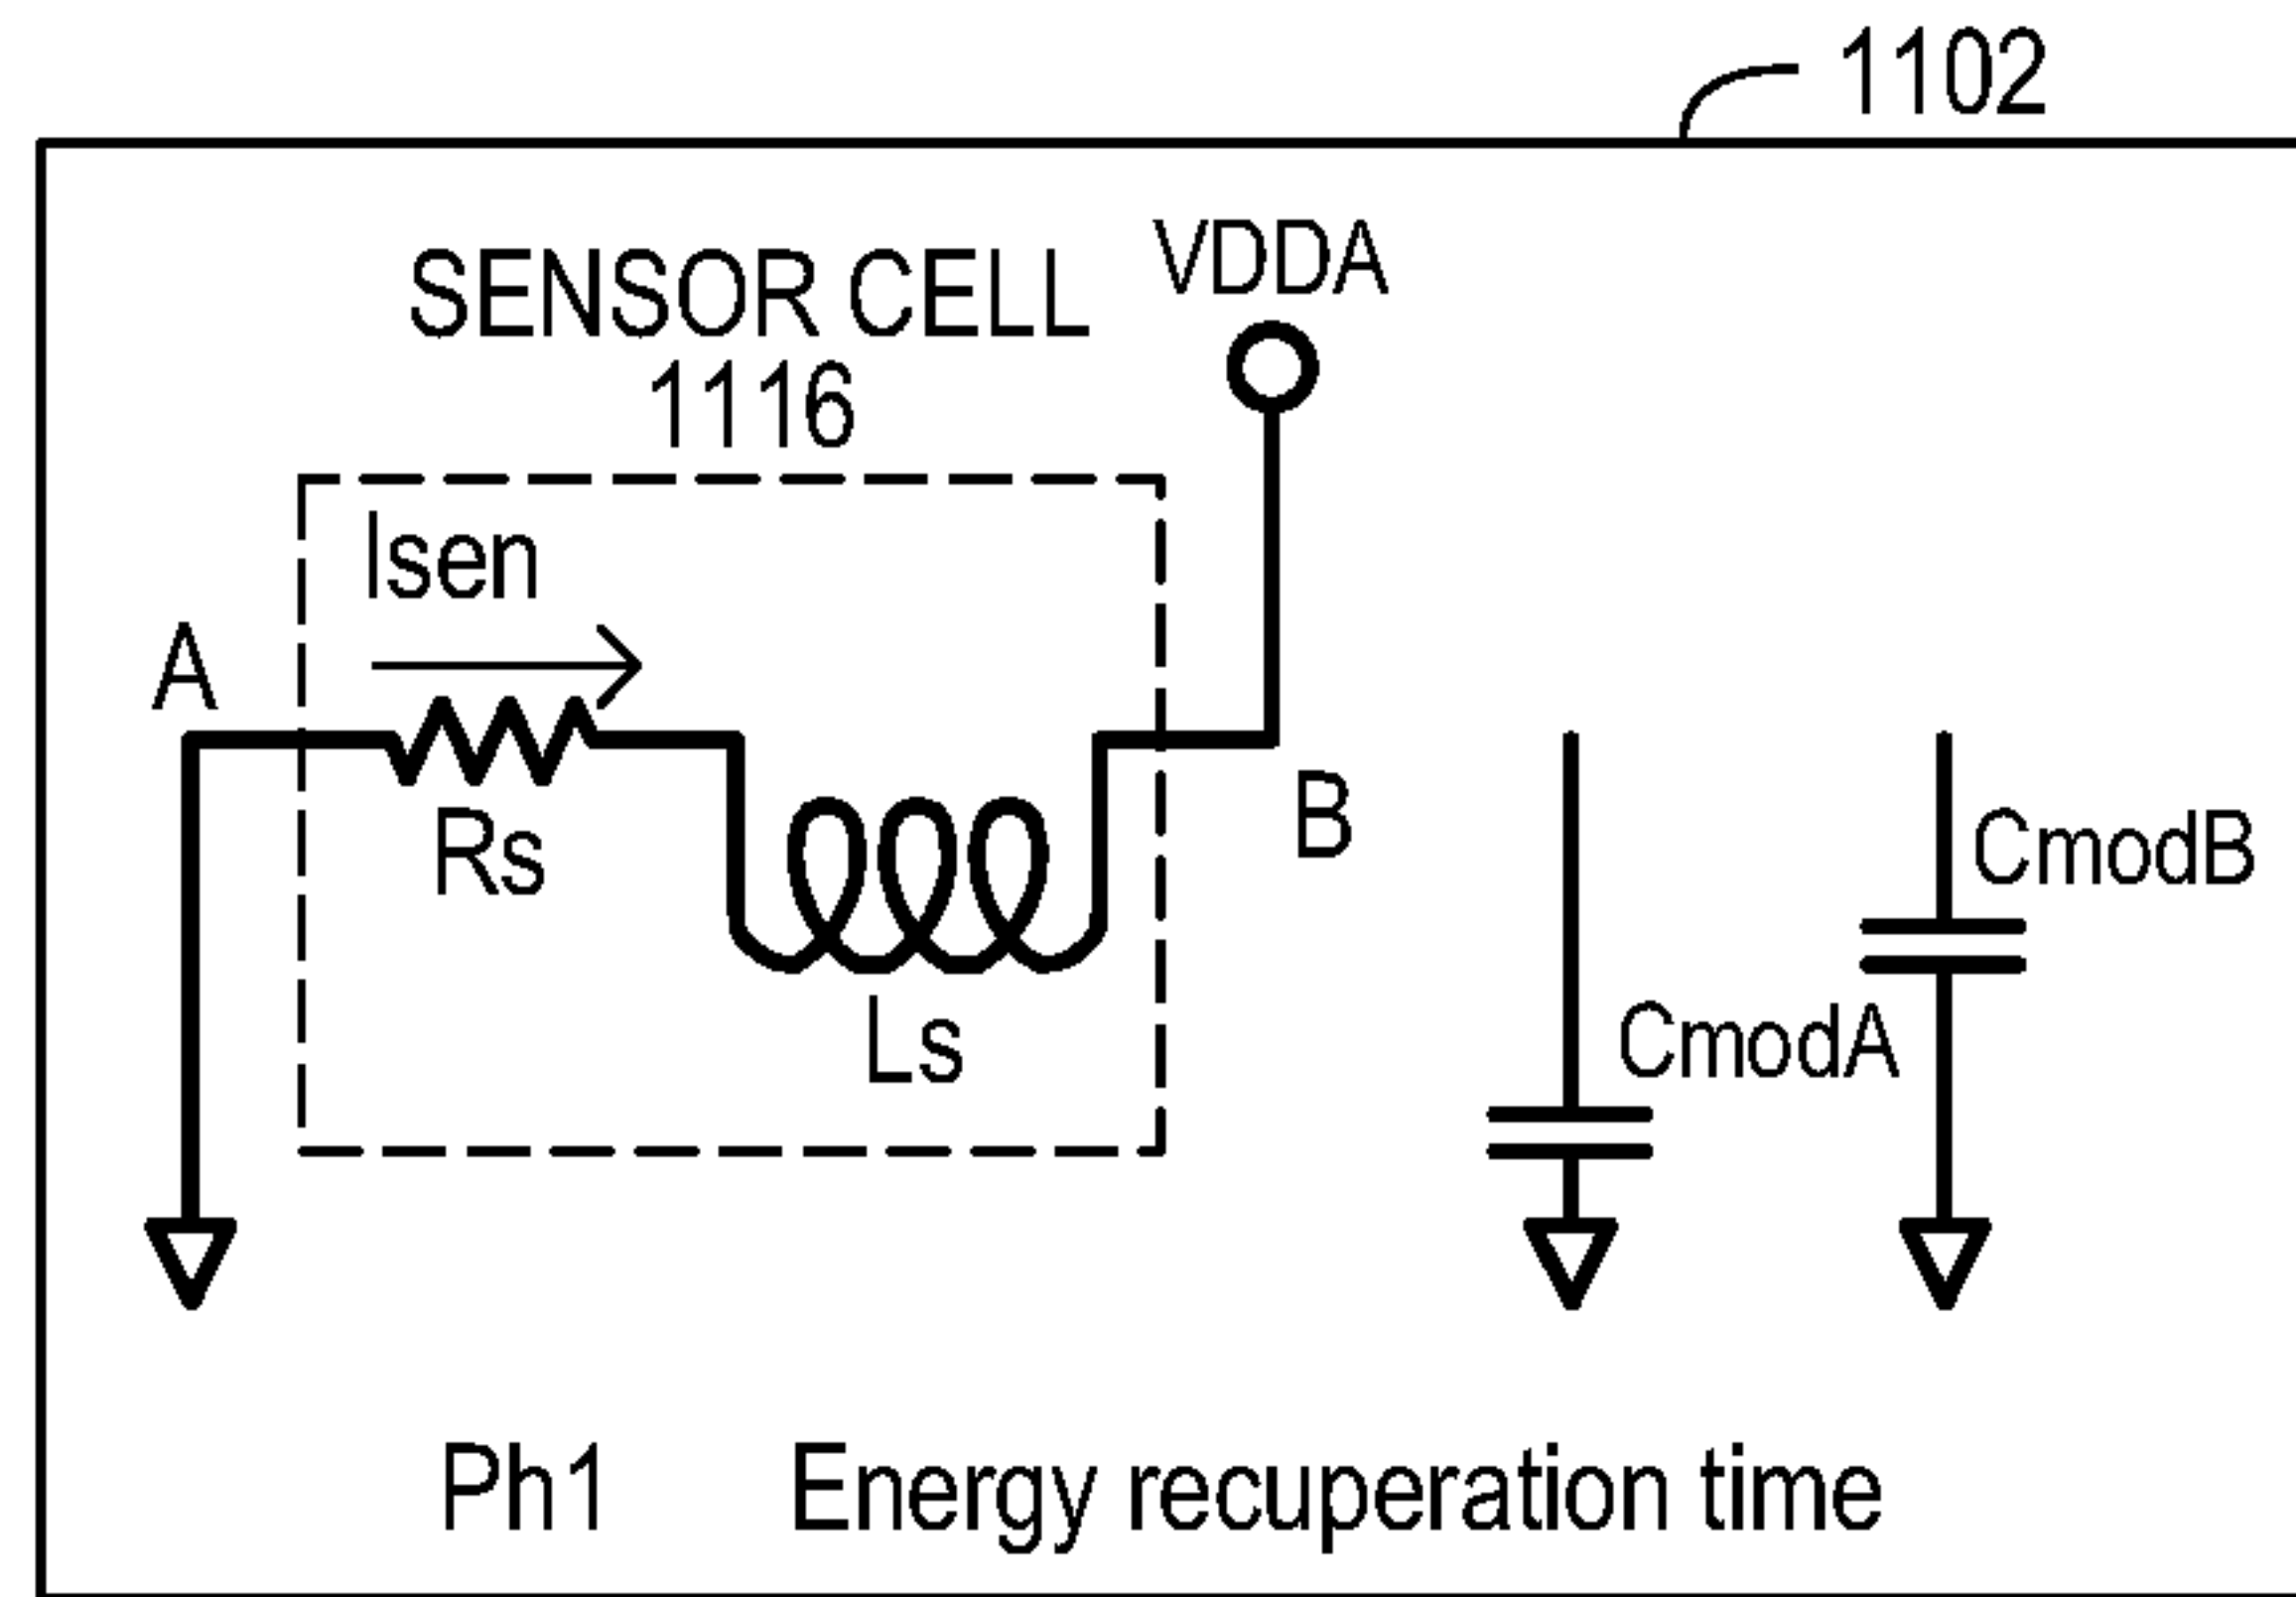 1102
VDDA
SENSOR CELL
1116
Isen
A
Rs
B
CmodB
Ls
CmodA
Ph1 Energy recuperation time